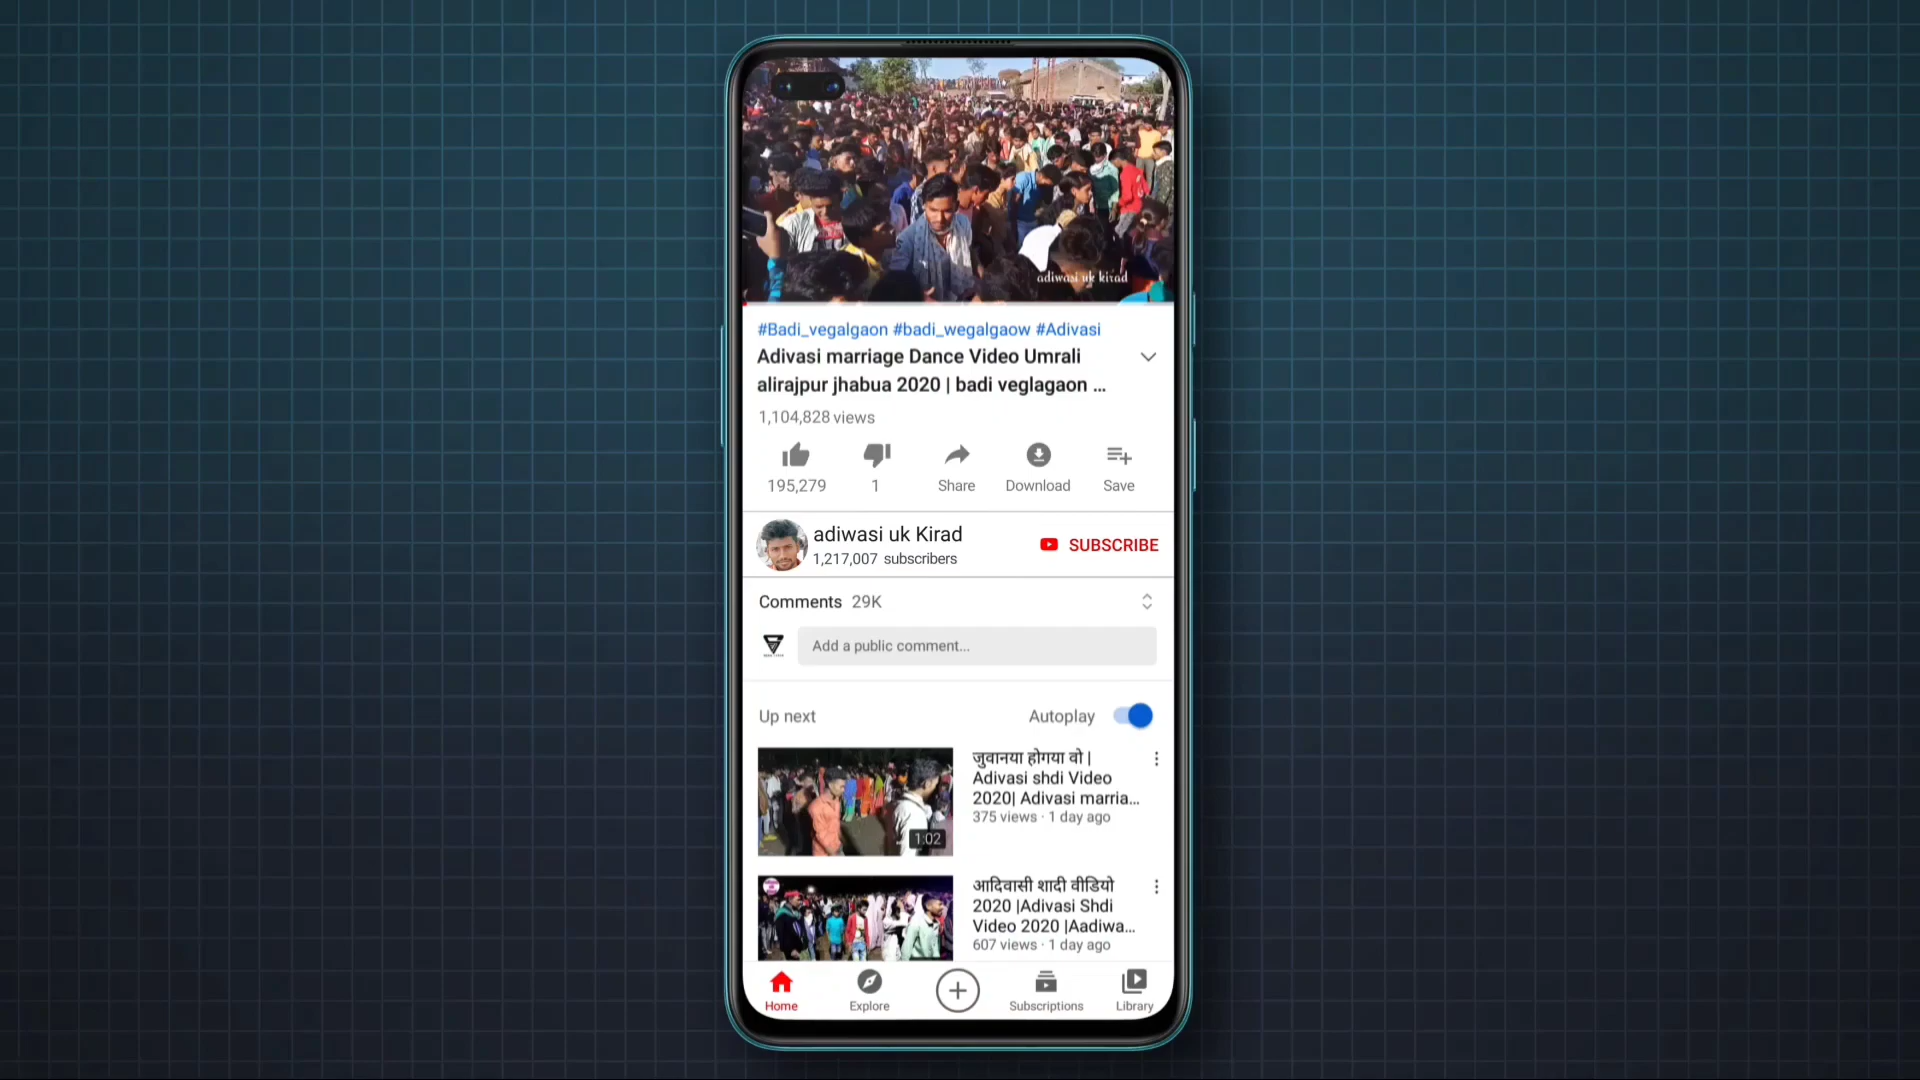 adiwasi uk kirad
#Badi_vegalgaon #badi_wegalgaow #Adivasi
Adivasi marriage Dance Video Umrali
alirajpur jhabua 2020 | badi veglagaon ...
1,104,828 views
195,279
1
Share
Download
Save
adiwasi uk Kirad
1,217,007 subscribers
SUBSCRIBE
Comments 29K
Add a public comment...
Up next
Autoplay
जुवानया होगया वो |
Adivasi shdi Video
2020| Adivasi marria...
375 views · 1 day ago
1:02
आदिवासी शादी वीडियो
2020 |Adivasi Shdi
Video 2020 |Aadiwa...
607 views · 1 day ago
Home
Explore
Subscriptions
Library